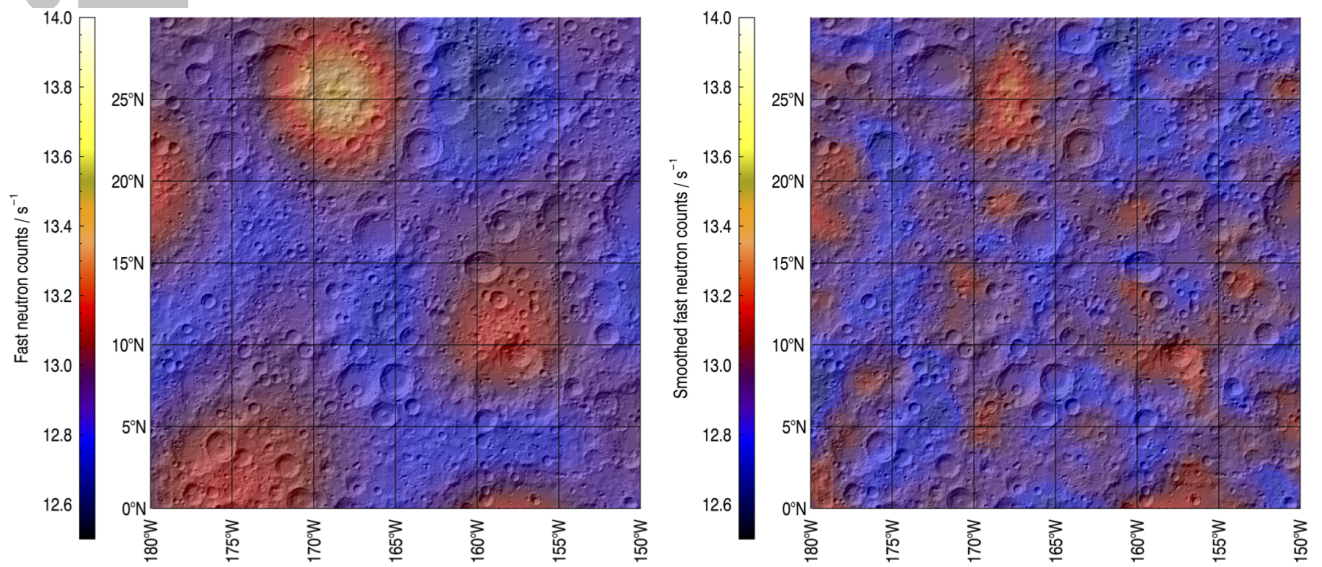 14.0
13.8
13.6
13.4
13.2
13.0
12.8
12.6
Fast neutron counts / s⁻¹
25°N
20°N
15°N
10°N
5°N
0°N
180°W
175°W
170°W
165°W
160°W
155°W
150°W
14.0
13.8
13.6
13.4
13.2
13.0
12.8
12.6
Smoothed fast neutron counts / s⁻¹
25°N
20°N
15°N
10°N
5°N
0°N
180°W
175°W
170°W
165°W
160°W
155°W
150°W